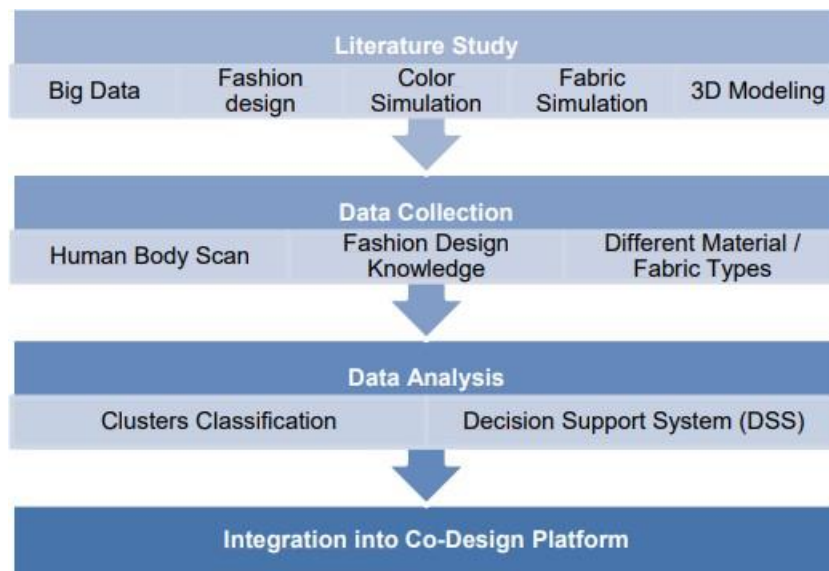 Literature Study
Big Data
Fashion
design
Color
Simulation
Fabric
Simulation
3D Modeling
Data Collection
Human Body Scan
Fashion Design
Knowledge
Different Material /
Fabric Types
Data Analysis
Clusters Classification
Decision Support System (DSS)
Integration into Co-Design Platform